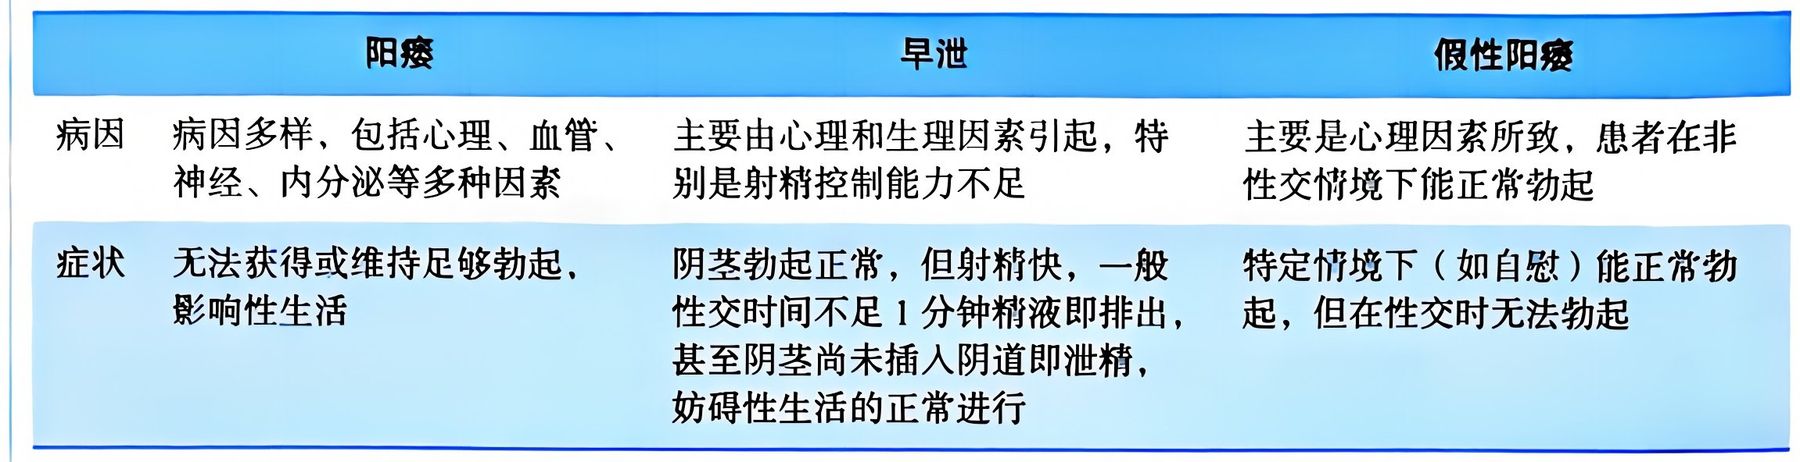 阳痿 早泄 假性阳痿
病因 病因多样，包括心理、血管、神经、内分泌等多种因素 主要由心理和生理因素引起，特别是射精控制能力不足 主要是心理因素所致，患者在非性交情境下能正常勃起
症状 无法获得或维持足够勃起，影响性生活 阴茎勃起正常，但射精快，一般性交时间不足 1 分钟精液即排出，甚至阴茎尚未插入阴道即泄精，妨碍性生活的正常进行 特定情境下（如自慰）能正常勃起，但在性交时无法勃起